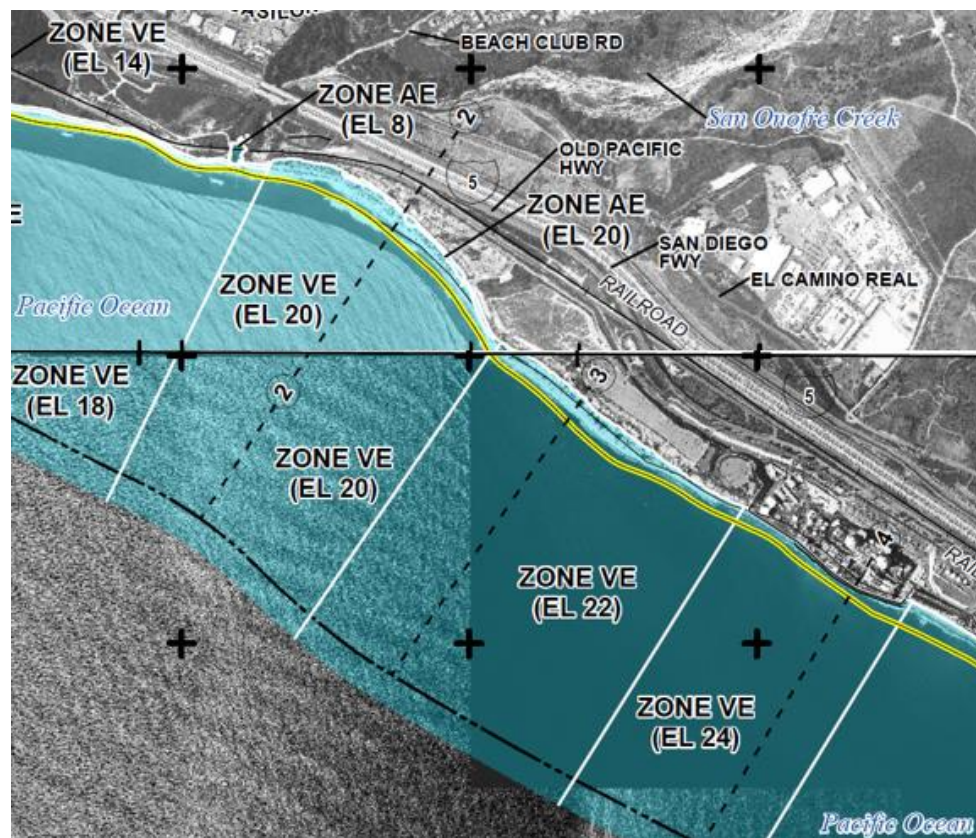 ZONE VE
(EL 14)
BEACH CLUB RD
ZONE AE
(EL 8)
2
San Onofre Creek
OLD PACIFIC
HWY
5
ZONE AE
(EL 20)
SAN DIEGO
FWY
EL CAMINO REAL
RAILROAD
ZONE VE
(EL 20)
Pacific Ocean
E
ZONE VE
(EL 18)
2
3
5
ZONE VE
(EL 20)
4
ZONE VE
(EL 22)
ZONE VE
(EL 24)
Pacific Ocean